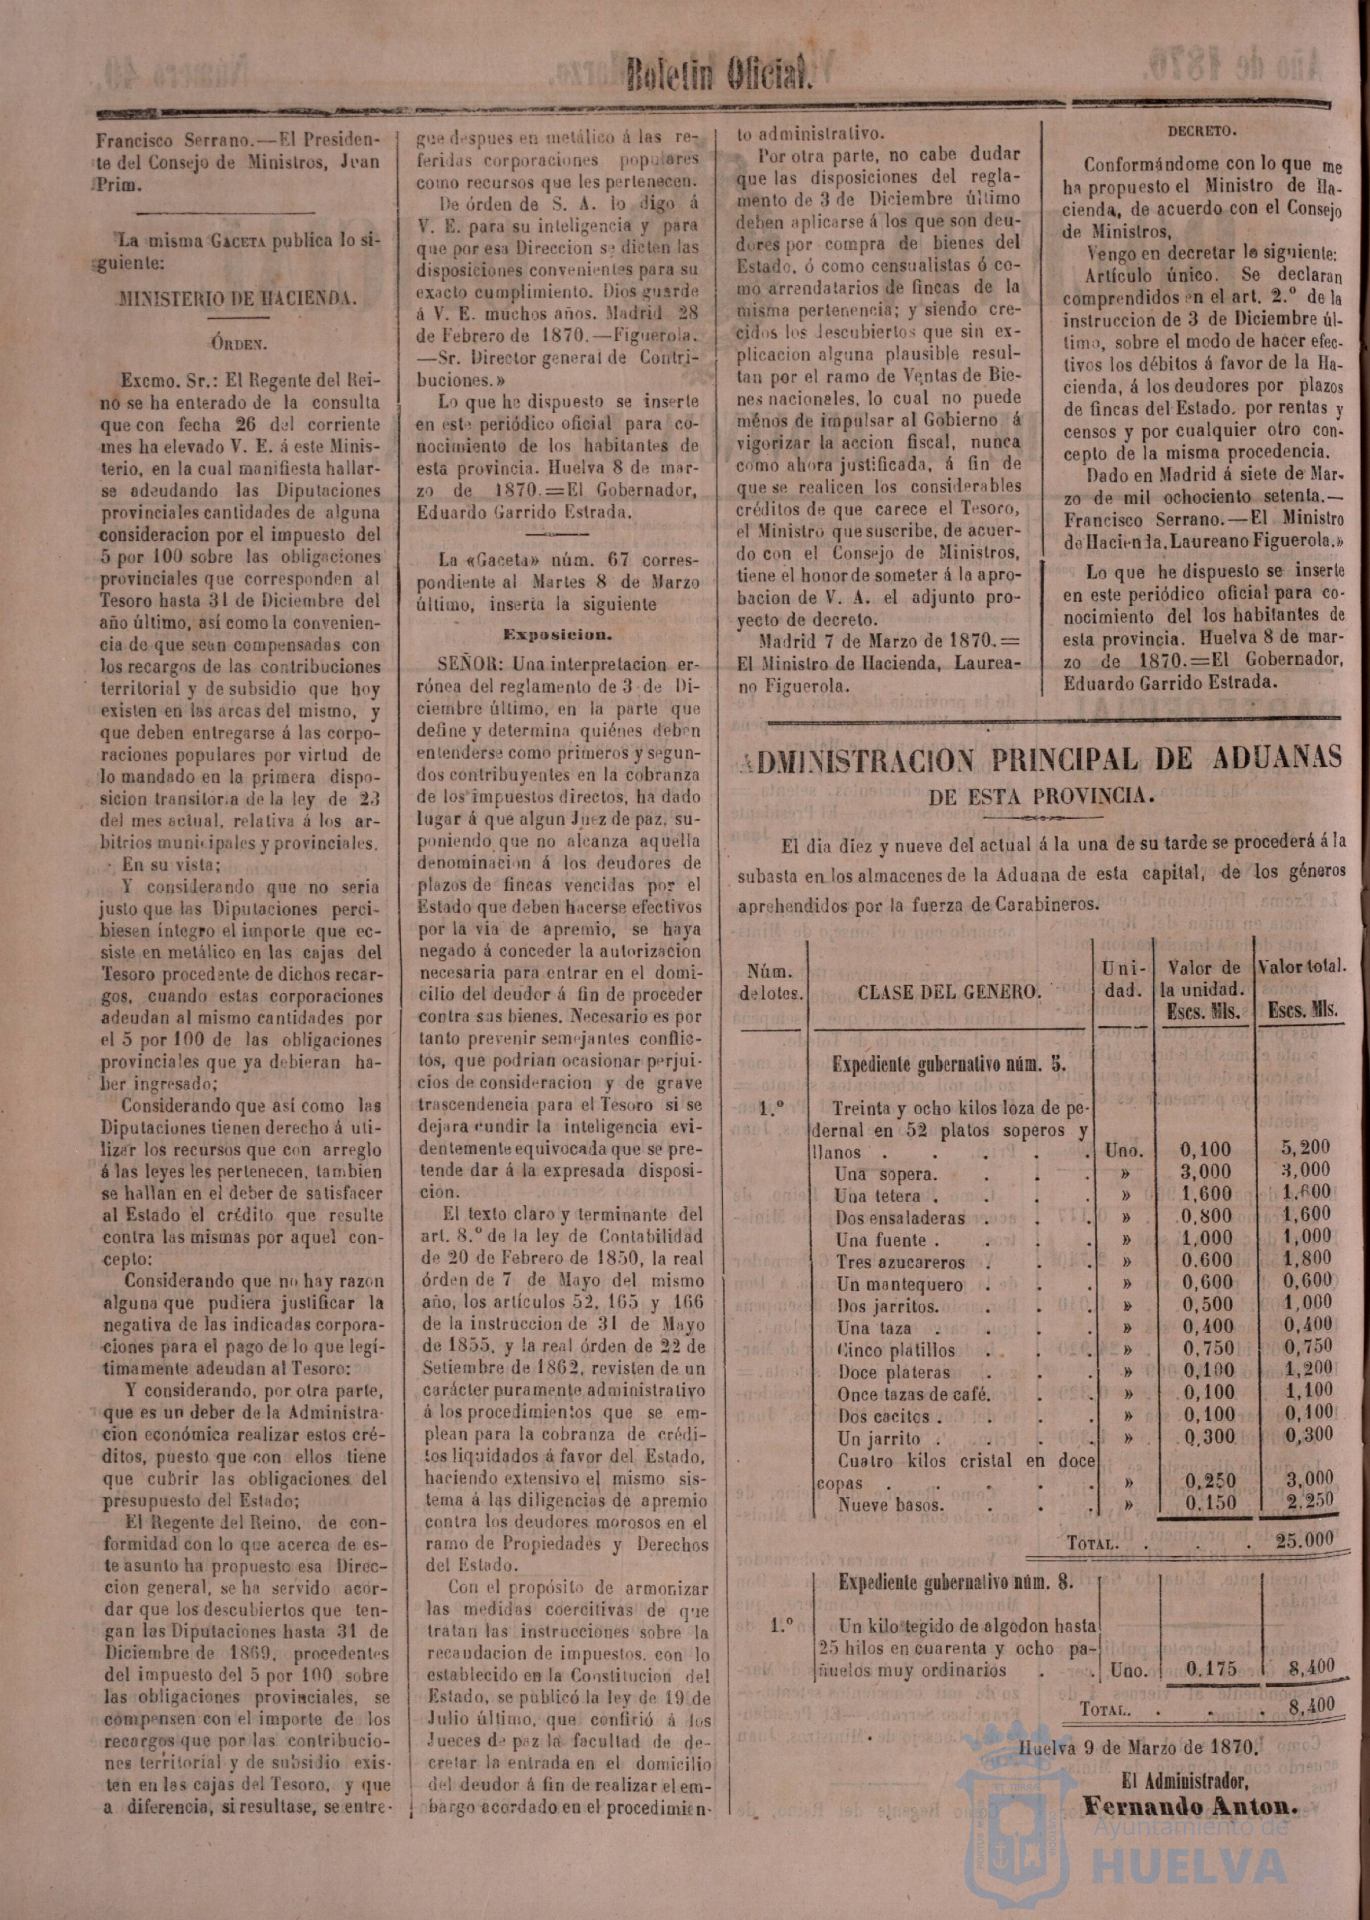 Boletin Oficial.
Francisco Serrano.—El Presiden-
te del Consejo de Ministros, Jvan
Prim.
La misma GACETA publica lo si-
guiente:
MINISTERIO DE HACIENDA.
ÓRDEN.
Excmo. Sr.: El Regente del Rei-
no se ha enterado de la consulta
que con fecha 26 del corriente
mes ha elevado V. E. á este Minis-
terio, en la cual manifiesta hallar-
se adeudando las Diputaciones
provinciales cantidades de alguna
consideracion por el impuesto del
5 por 100 sobre las obligaciones
provinciales que corresponden al
Tesoro hasta 31 de Diciembre del
año último, así como la convenien-
cia de que sean compensadas con
los recargos de las contribuciones
territorial y de subsidio que hoy
existen en las arcas del mismo, y
que deben entregarse á las corpo-
raciones populares por virtud de
lo mandado en la primera dispo-
sicion transitoria de la ley de 23
del mes actual, relativa á los ar-
bitrios municipales y provinciales.
En su vista;
Y considerando que no seria
justo que las Diputaciones perci-
biesen íntegro el importe que ec-
siste en metálico en las cajas del
Tesoro procedente de dichos recar-
gos, cuando estas corporaciones
adeudan al mismo cantidades por
el 5 por 100 de las obligaciones
provinciales que ya debieran ha-
ber ingresado;
Considerando que así como las
Diputaciones tienen derecho á uti-
lizar los recursos que con arreglo
á las leyes les pertenecen, tambien
se hallan en el deber de satisfacer
al Estado el crédito que resulte
contra las mismas por aquel con-
cepto:
Considerando que no hay razon
alguna que pudiera justificar la
negativa de las indicadas corpora-
ciones para el pago de lo que legí-
timamente adeudan al Tesoro:
Y considerando, por otra parte,
que es un deber de la Administra-
cion económica realizar estos cré-
ditos, puesto que con ellos tiene
que cubrir las obligaciones del
presupuesto del Estado;
El Regente del Reino, de con-
formidad con lo que acerca de es-
te asunto ha propuesto esa Direc-
cion general, se ha servido acor-
dar que los descubiertos que ten-
gan las Diputaciones hasta 31 de
Diciembre de 1869, procedentes
del impuesto del 5 por 100 sobre
las obligaciones provinciales, se
compensen con el importe de los
recargos que por las contribucio-
nes territorial y de subsidio exis-
ten en las cajas del Tesoro, y que
a diferencia, si resultase, se entre-
gue despues en metálico á las re-
feridas corporaciones populares
como recursos que les pertenecen.
De órden de S. A. lo digo á
V. E. para su inteligencia y para
que por esa Direccion se dicten las
disposiciones convenientes para su
exacto cumplimiento. Dios guarde
á V. E. muchos años. Madrid 28
de Febrero de 1870.—Figuerola.
—Sr. Director general de Contri-
buciones.»
Lo que he dispuesto se inserte
en este periódico oficial para co-
nocimiento de los habitantes de
esta provincia. Huelva 8 de mar-
zo de 1870.=El Gobernador,
Eduardo Garrido Estrada.
La «Gaceta» núm. 67 corres-
pondiente al Martes 8 de Marzo
último, inserta la siguiente
Exposicion.
SEÑOR: Una interpretacion er-
rónea del reglamento de 3 de Di-
ciembre último, en la parte que
define y determina quiénes deben
entenderse como primeros y segun-
dos contribuyentes en la cobranza
de los impuestos directos, ha dado
lugar á que algun Juez de paz, su-
poniendo que no alcanza aquella
denominacion á los deudores de
plazos de fincas vencidas por el
Estado que deben hacerse efectivos
por la via de apremio, se haya
negado á conceder la autorizacion
necesaria para entrar en el domi-
cilio del deudor á fin de proceder
contra sus bienes. Necesario es por
tanto prevenir semejantes conflic-
tos, que podrian ocasionar perjui-
cios de consideracion y de grave
trascendencia para el Tesoro si se
dejara cundir la inteligencia evi-
dentemente equivocada que se pre-
tende dar á la expresada disposi-
cion.
El texto claro y terminante del
art. 8.º de la ley de Contabilidad
de 20 de Febrero de 1850, la real
órden de 7 de Mayo del mismo
año, los artículos 52, 165 y 166
de la instruccion de 31 de Mayo
de 1855, y la real órden de 22 de
Setiembre de 1862, revisten de un
carácter puramente administrativo
á los procedimientos que se em-
plean para la cobranza de crédi-
tos liquidados á favor del Estado,
haciendo extensivo el mismo sis-
tema á las diligencias de apremio
contra los deudores morosos en el
ramo de Propiedades y Derechos
del Estado.
Con el propósito de armonizar
las medidas coercitivas de que
tratan las instrucciones sobre la
recaudacion de impuestos, con lo
establecido en la Constitucion del
Estado, se publicó la ley de 19 de
Julio último, que confirió á los
Jueces de paz la facultad de de-
cretar la entrada en el domicilio
del deudor á fin de realizar el em-
bargo acordado en el procedimien-
to administrativo.
Por otra parte, no cabe dudar
que las disposiciones del regla-
mento de 3 de Diciembre último
deben aplicarse á los que son deu-
dores por compra de bienes del
Estado, ó como censualistas ó co-
mo arrendatarios de fincas de la
misma pertenencia; y siendo cre-
cidos los descubiertos que sin ex-
plicacion alguna plausible resul-
tan por el ramo de Ventas de Bie-
nes nacionales, lo cual no puede
ménos de impulsar al Gobierno á
vigorizar la accion fiscal, nunca
como ahora justificada, á fin de
que se realicen los considerables
créditos de que carece el Tesoro,
el Ministro que suscribe, de acuer-
do con el Consejo de Ministros,
tiene el honor de someter á la apro-
bacion de V. A. el adjunto pro-
yecto de decreto.
Madrid 7 de Marzo de 1870.=
El Ministro de Hacienda, Laurea-
no Figuerola.
DECRETO.
Conformándome con lo que me
ha propuesto el Ministro de Ha-
cienda, de acuerdo con el Consejo
de Ministros,
Vengo en decretar lo siguiente:
Artículo único. Se declaran
comprendidos en el art. 2.º de la
instruccion de 3 de Diciembre úl-
timo, sobre el modo de hacer efec-
tivos los débitos á favor de la Ha-
cienda, á los deudores por plazos
de fincas del Estado, por rentas y
censos y por cualquier otro con-
cepto de la misma procedencia.
Dado en Madrid á siete de Mar-
zo de mil ochociento setenta.—
Francisco Serrano.—El Ministro
de Hacienda, Laureano Figuerola.»
Lo que he dispuesto se inserte
en este periódico oficial para co-
nocimiento del los habitantes de
esta provincia. Huelva 8 de mar-
zo de 1870.=El Gobernador,
Eduardo Garrido Estrada.
ADMINISTRACION PRINCIPAL DE ADUANAS
DE ESTA PROVINCIA.
El dia diez y nueve del actual á la una de su tarde se procederá á la
subasta en los almacenes de la Aduana de esta capital, de los géneros
aprehendidos por la fuerza de Carabineros.
Núm. de lotes. CLASE DEL GENERO. Uni-dad. Valor de la unidad. Escs. Mls. Valor total. Escs. Mls.
Expediente gubernativo núm. 5.
1.º Treinta y ocho kilos loza de pe-
dernal en 52 platos soperos y
llanos . . . . . Uno. 0,100 5,200
Una sopera. . . . » 3,000 3,000
Una tetera . . . . » 1,600 1.600
Dos ensaladeras . . . » 0,800 1,600
Una fuente . . . . » 1,000 1,000
Tres azucareros . . . » 0.600 1,800
Un mantequero . . . » 0,600 0,600
Dos jarritos. . . . » 0,500 1,000
Una taza . . . . » 0,400 0,400
Cinco platillos . . . » 0,750 0,750
Doce plateras . . . » 0,100 1,200
Once tazas de café. . . » 0,100 1,100
Dos cacitos . . . . » 0,100 0,100
Un jarrito . . . . » 0,300 0,300
Cuatro kilos cristal en doce
copas . . . . . » 0,250 3,000
Nueve basos. . . . » 0.150 2.250
TOTAL. . . . 25.000
Expediente gubernativo núm. 8.
1.º Un kilo tegido de algodon hasta
25 hilos en cuarenta y ocho pa-
ñuelos muy ordinarios . . Uno. 0.175 8,400
TOTAL. . . . 8,400
Huelva 9 de Marzo de 1870.
El Administrador,
Fernando Anton.
Ayuntamiento de
HUELVA